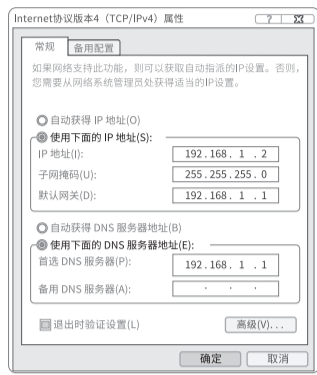 Internet协议版本4（TCP/IPv4）属性
常规 备用配置
如果网络支持此功能，则可以获取自动指派的IP设置。否则，
您需要从网络系统管理员处获得适当的IP设置。
自动获得 IP 地址(O)
使用下面的 IP 地址(S):
IP 地址(I): 192.168. 1 . 2
子网掩码(U): 255.255.255. 0
默认网关(D): 192.168. 1 . 1
自动获得 DNS 服务器地址(B)
使用下面的 DNS 服务器地址(E):
首选 DNS 服务器(P): 192.168. 1 . 1
备用 DNS 服务器(A): . . .
退出时验证设置(L) 高级(V)...
确定 取消